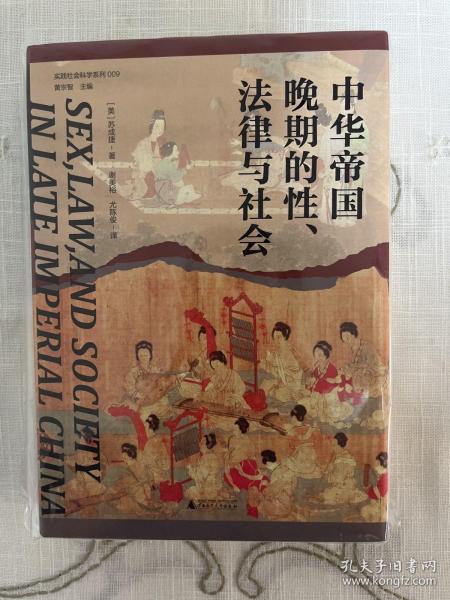 实践社会科学系列 009
黄宗智 主编
中华帝国
晚期的性、
法律与社会
[美] 苏成捷-著
谢美裕 尤陈俊-译
SEX, LAW, AND SOCIETY
IN LATE IMPERIAL CHINA
广西师范大学出版社
孔夫子旧书网
www.kongfz.com